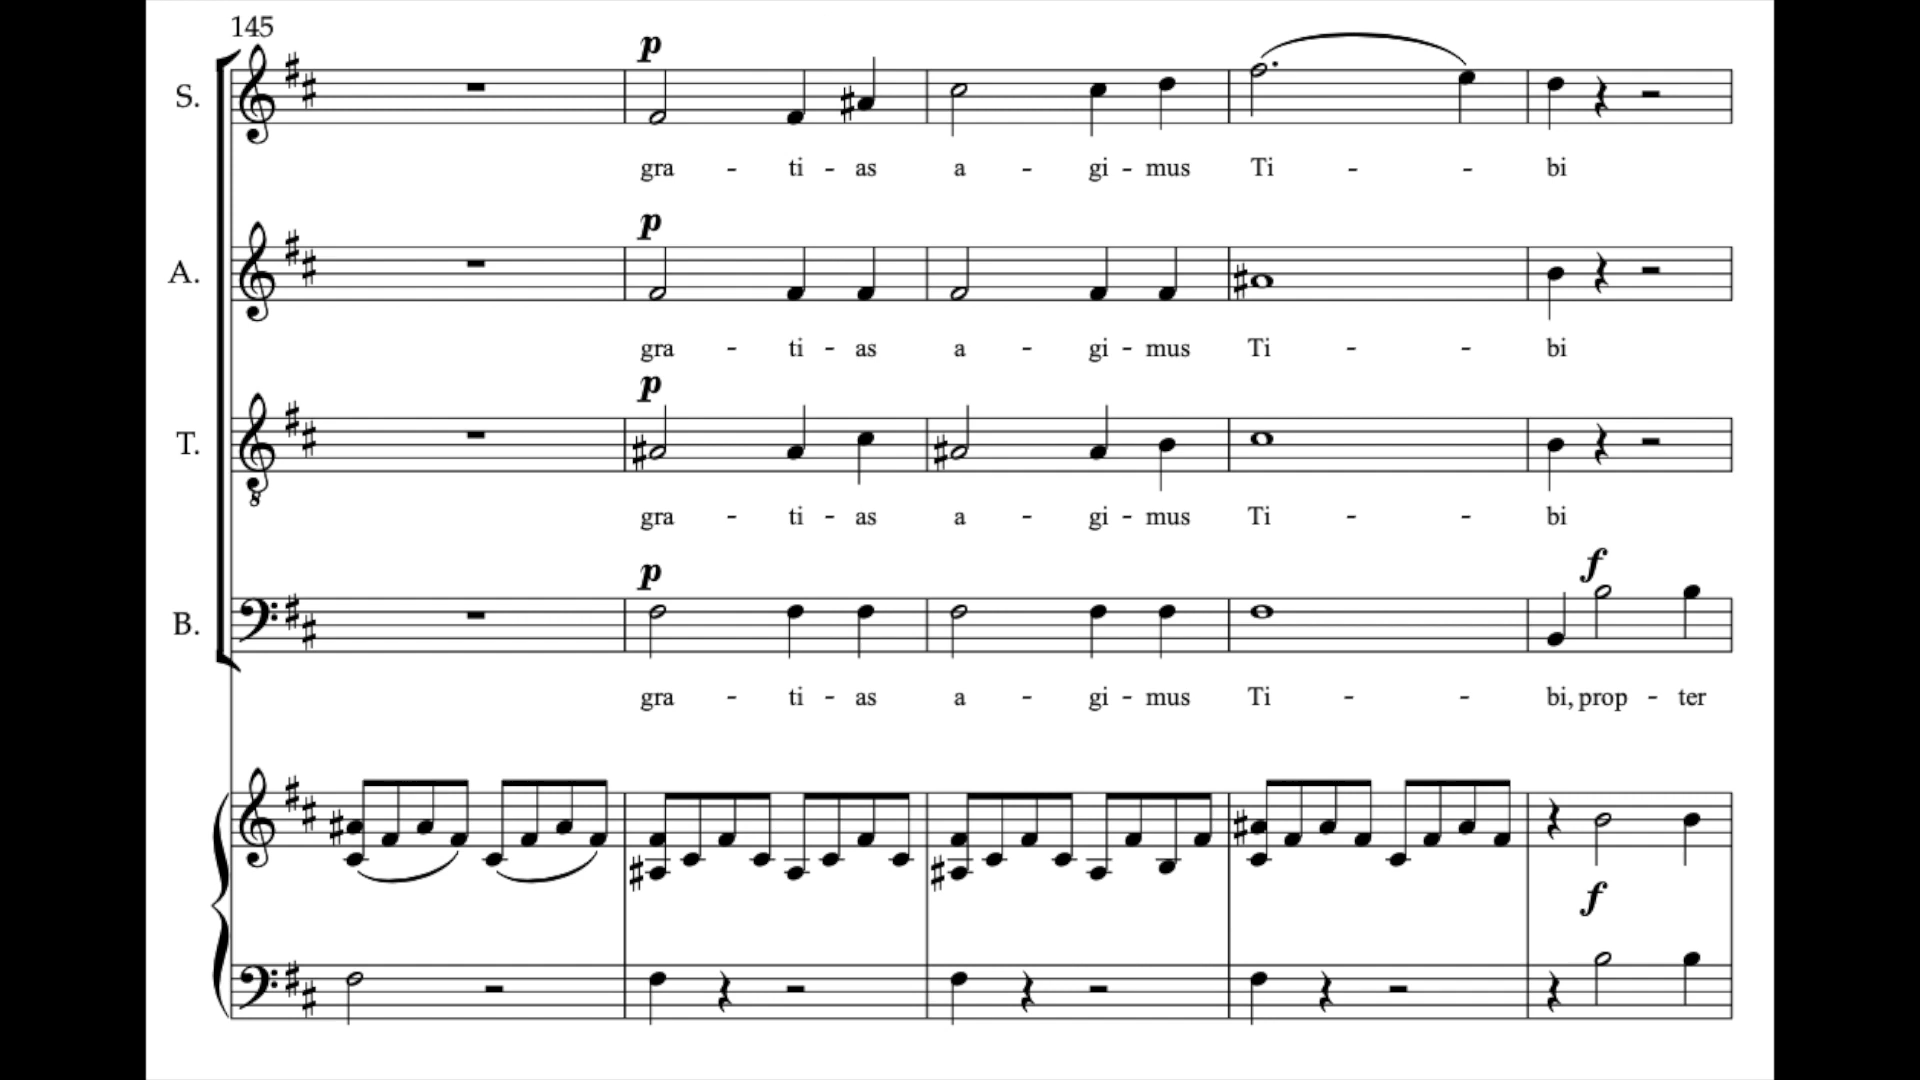 145
p
S.
gra - ti - as a - gi - mus Ti - - bi
p
A.
gra - ti - as a - gi - mus Ti - - bi
p
T.
8
gra - ti - as a - gi - mus Ti - - bi
p f
B.
gra - ti - as a - gi - mus Ti - - bi, prop - ter
f